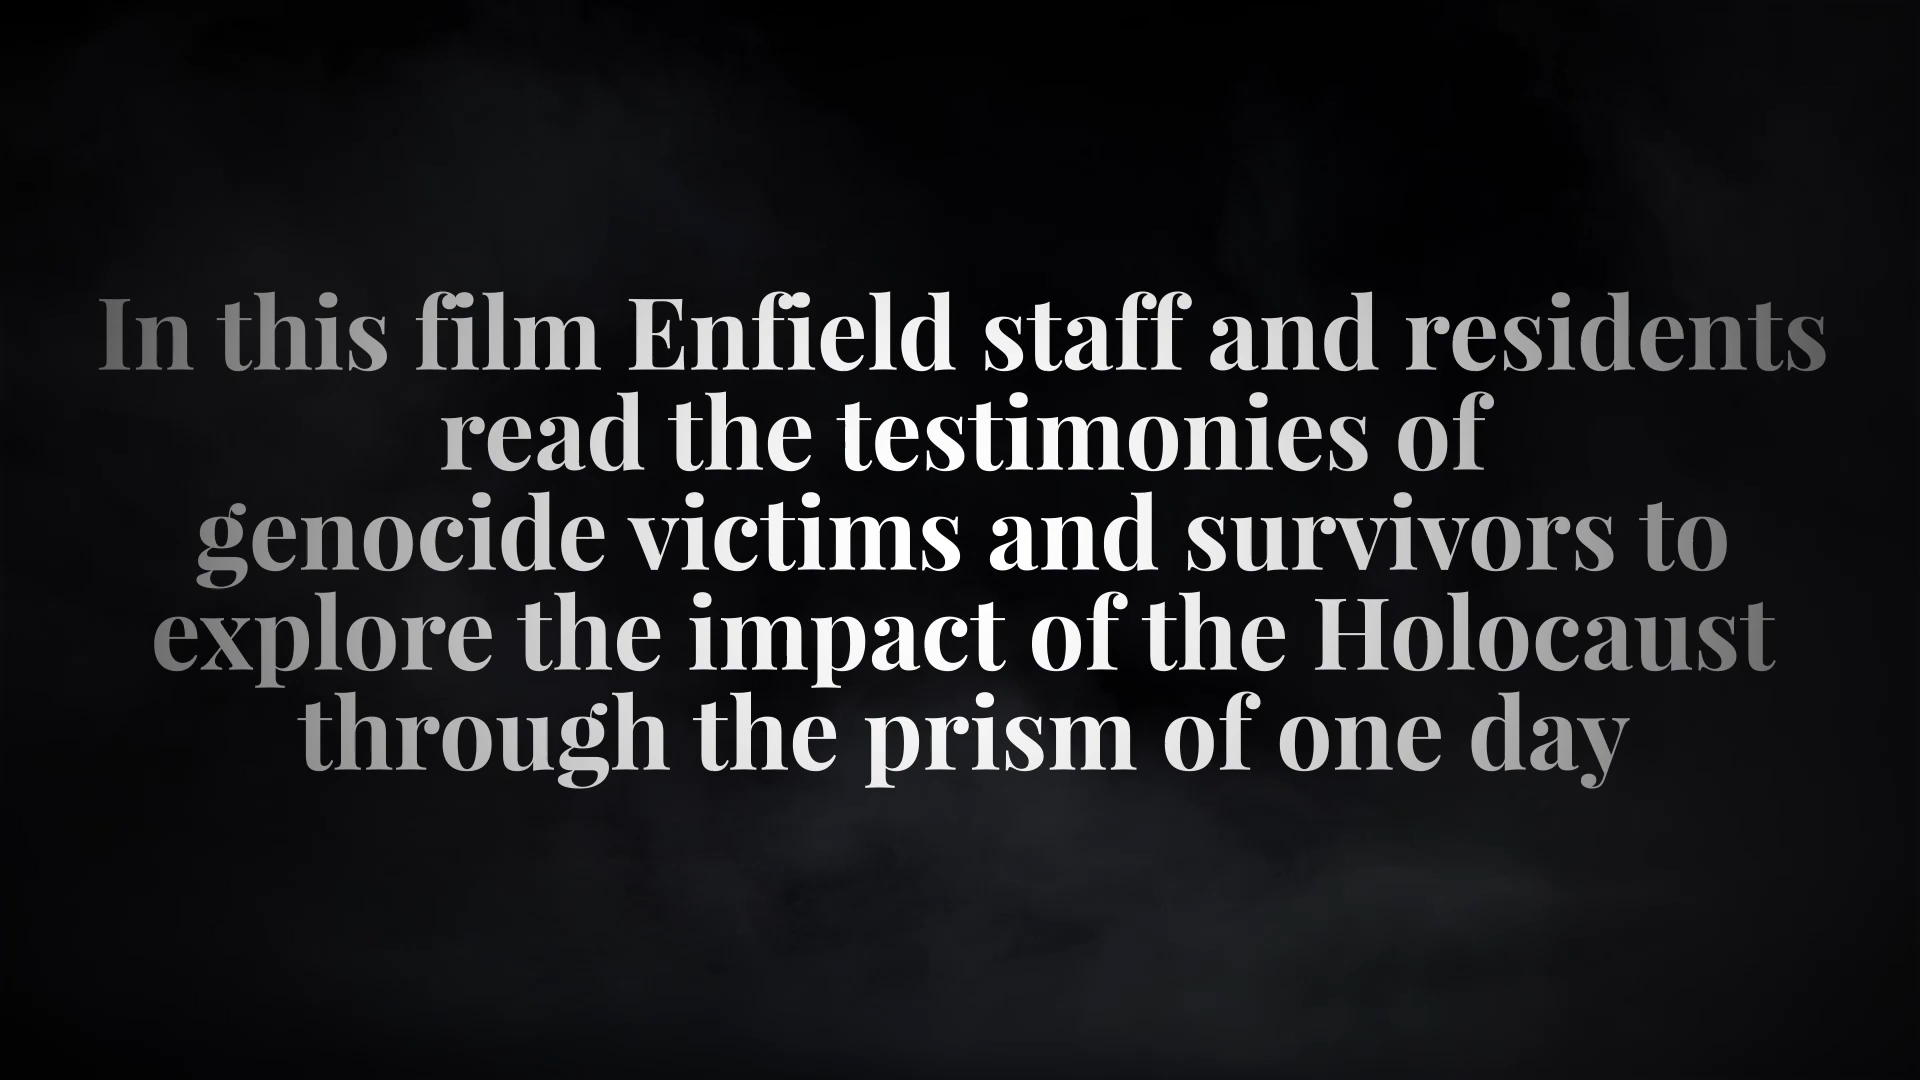 In this film Enfield staff and residents
read the testimonies of
genocide victims and survivors to
explore the impact of the Holocaust
through the prism of one day